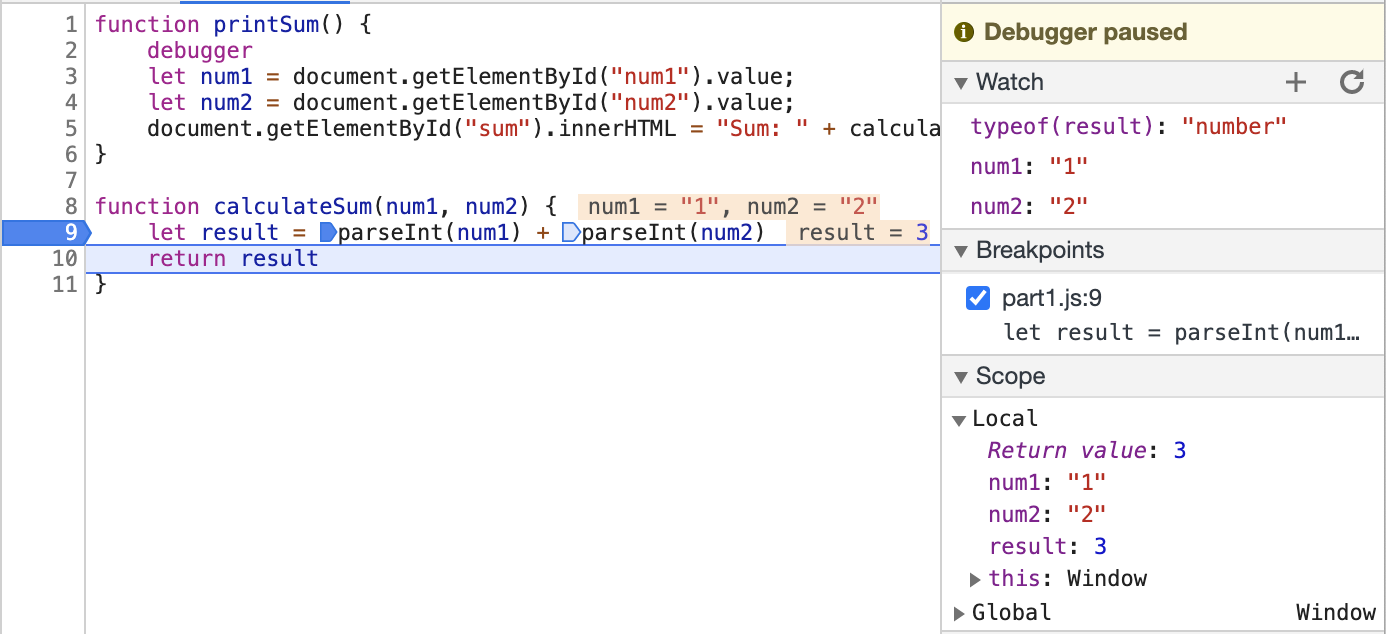 1 function printSum() {
2 debugger
3 let num1 = document.getElementById("num1").value;
4 let num2 = document.getElementById("num2").value;
5 document.getElementById("sum").innerHTML = "Sum: " + calcula
6 }
7
8 function calculateSum(num1, num2) { num1 = "1", num2 = "2"
9 let result = parseInt(num1) + parseInt(num2) result = 3
10 return result
11 }
Debugger paused
Watch
typeof(result): "number"
num1: "1"
num2: "2"
Breakpoints
part1.js:9
let result = parseInt(num1…
Scope
Local
Return value: 3
num1: "1"
num2: "2"
result: 3
this: Window
Global Window